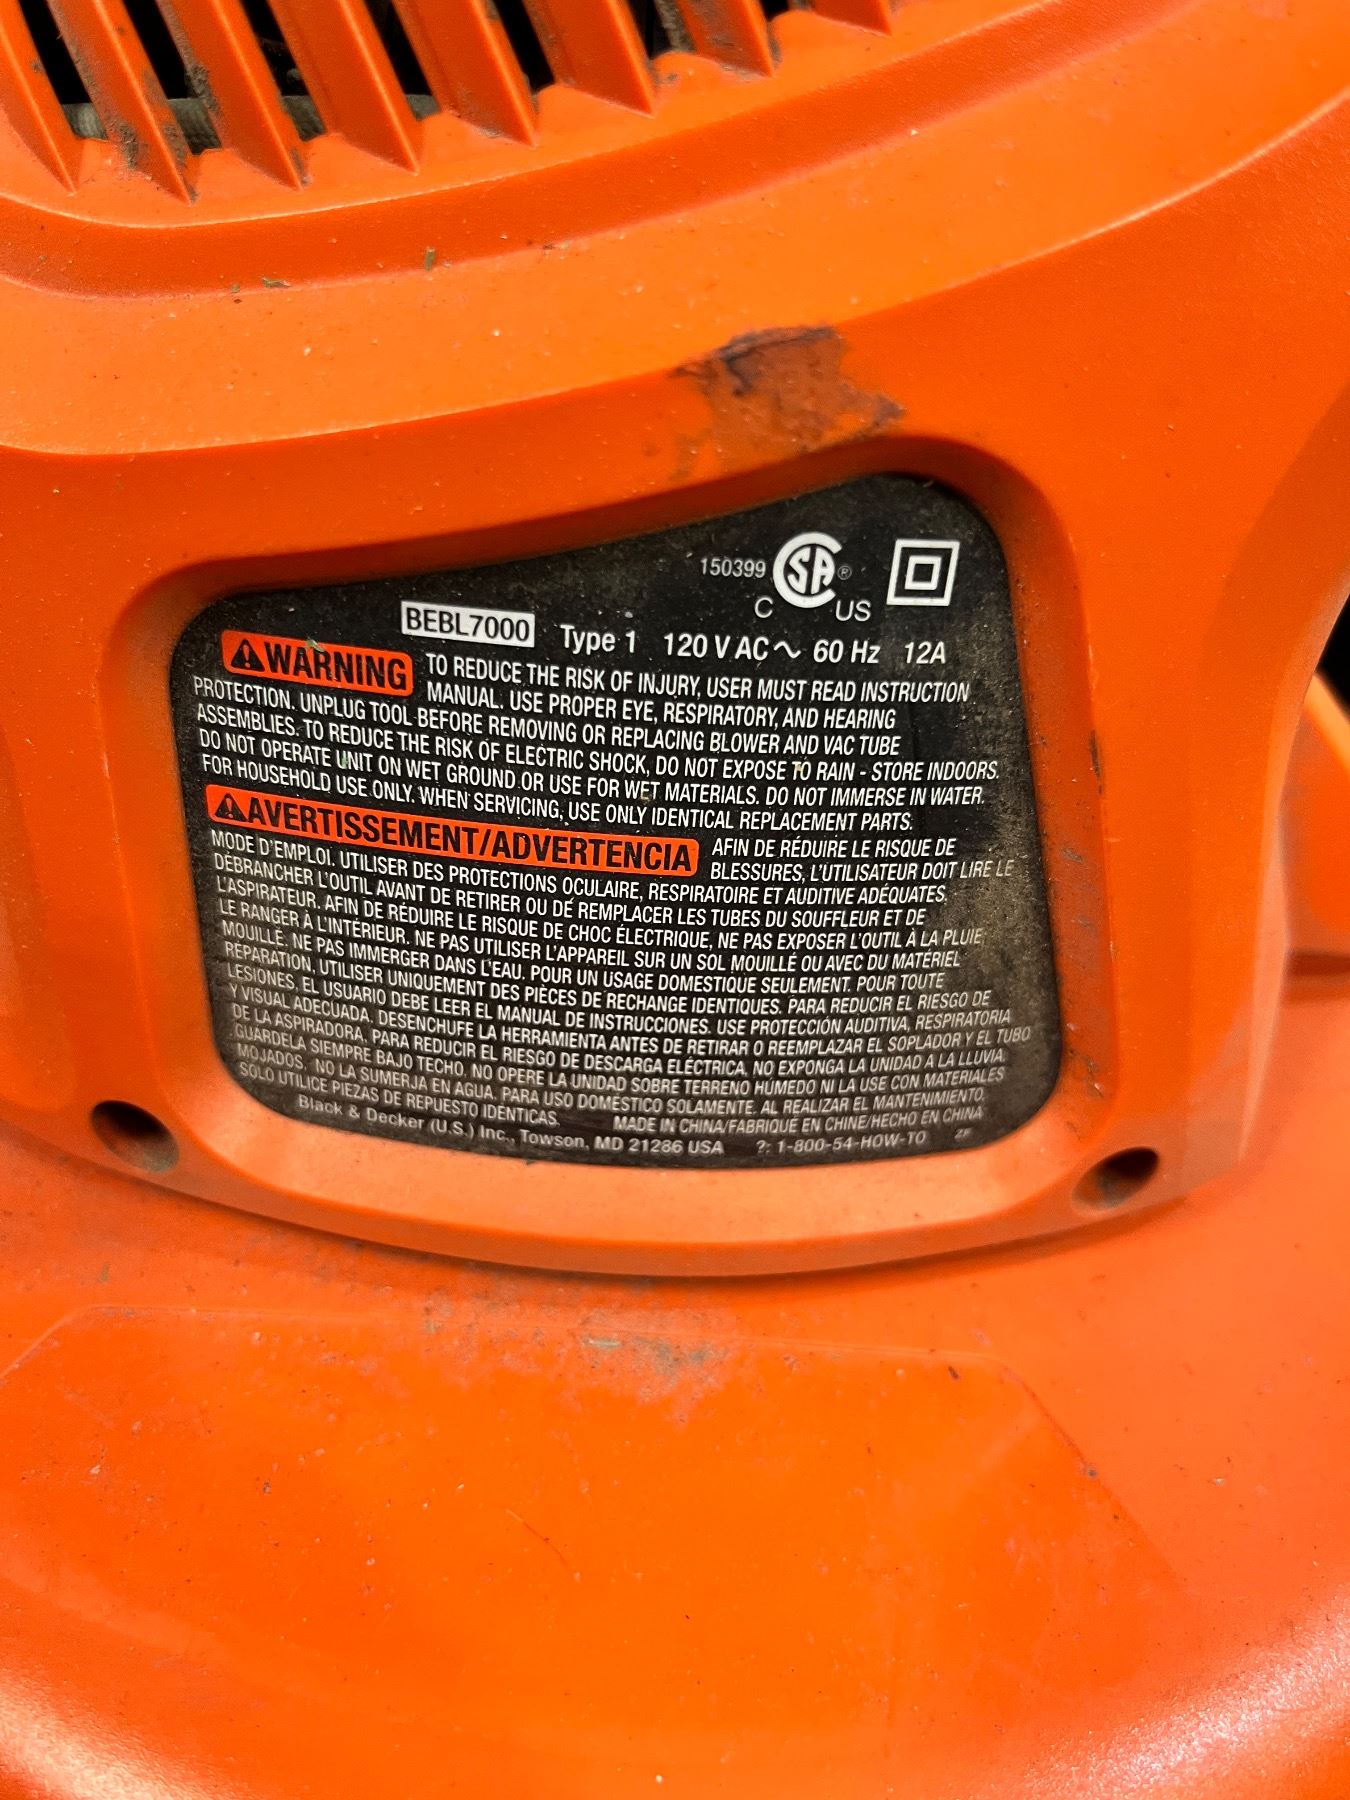 150399 SA ®
C US
BEBL7000 Type 1 120 V AC ~ 60 Hz 12A
WARNING TO REDUCE THE RISK OF INJURY, USER MUST READ INSTRUCTION
MANUAL. USE PROPER EYE, RESPIRATORY, AND HEARING
PROTECTION. UNPLUG TOOL BEFORE REMOVING OR REPLACING BLOWER AND VAC TUBE
ASSEMBLIES. TO REDUCE THE RISK OF ELECTRIC SHOCK, DO NOT EXPOSE TO RAIN - STORE INDOORS.
DO NOT OPERATE UNIT ON WET GROUND OR USE FOR WET MATERIALS. DO NOT IMMERSE IN WATER.
FOR HOUSEHOLD USE ONLY. WHEN SERVICING, USE ONLY IDENTICAL REPLACEMENT PARTS.
AVERTISSEMENT/ADVERTENCIA AFIN DE RÉDUIRE LE RISQUE DE
BLESSURES, L'UTILISATEUR DOIT LIRE LE
MODE D'EMPLOI. UTILISER DES PROTECTIONS OCULAIRE, RESPIRATOIRE ET AUDITIVE ADÉQUATES.
DÉBRANCHER L'OUTIL AVANT DE RETIRER OU DE REMPLACER LES TUBES DU SOUFFLEUR ET DE
L'ASPIRATEUR. AFIN DE RÉDUIRE LE RISQUE DE CHOC ÉLECTRIQUE, NE PAS EXPOSER L'OUTIL À LA PLUIE;
LE RANGER À L'INTÉRIEUR. NE PAS UTILISER L'APPAREIL SUR UN SOL MOUILLÉ OU AVEC DU MATÉRIEL
MOUILLÉ. NE PAS IMMERGER DANS L'EAU. POUR UN USAGE DOMESTIQUE SEULEMENT. POUR TOUTE
RÉPARATION, UTILISER UNIQUEMENT DES PIÈCES DE RECHANGE IDENTIQUES. PARA REDUCIR EL RIESGO DE
LESIONES, EL USUARIO DEBE LEER EL MANUAL DE INSTRUCCIONES. USE PROTECCIÓN AUDITIVA, RESPIRATORIA
Y VISUAL ADECUADA. DESENCHUFE LA HERRAMIENTA ANTES DE RETIRAR O REEMPLAZAR EL SOPLADOR Y EL TUBO
DE LA ASPIRADORA. PARA REDUCIR EL RIESGO DE DESCARGA ELÉCTRICA, NO EXPONGA LA UNIDAD A LA LLUVIA.
GUÁRDELA SIEMPRE BAJO TECHO, NO OPERE LA UNIDAD SOBRE TERRENO HÚMEDO NI LA USE CON MATERIALES
MOJADOS. NO LA SUMERJA EN AGUA. PARA USO DOMÉSTICO SOLAMENTE. AL REALIZAR EL MANTENIMIENTO,
SOLO UTILICE PIEZAS DE REPUESTO IDÉNTICAS. MADE IN CHINA/FABRIQUÉ EN CHINE/HECHO EN CHINA
Black & Decker (U.S.) Inc., Towson, MD 21286 USA ?: 1-800-54-HOW-TO